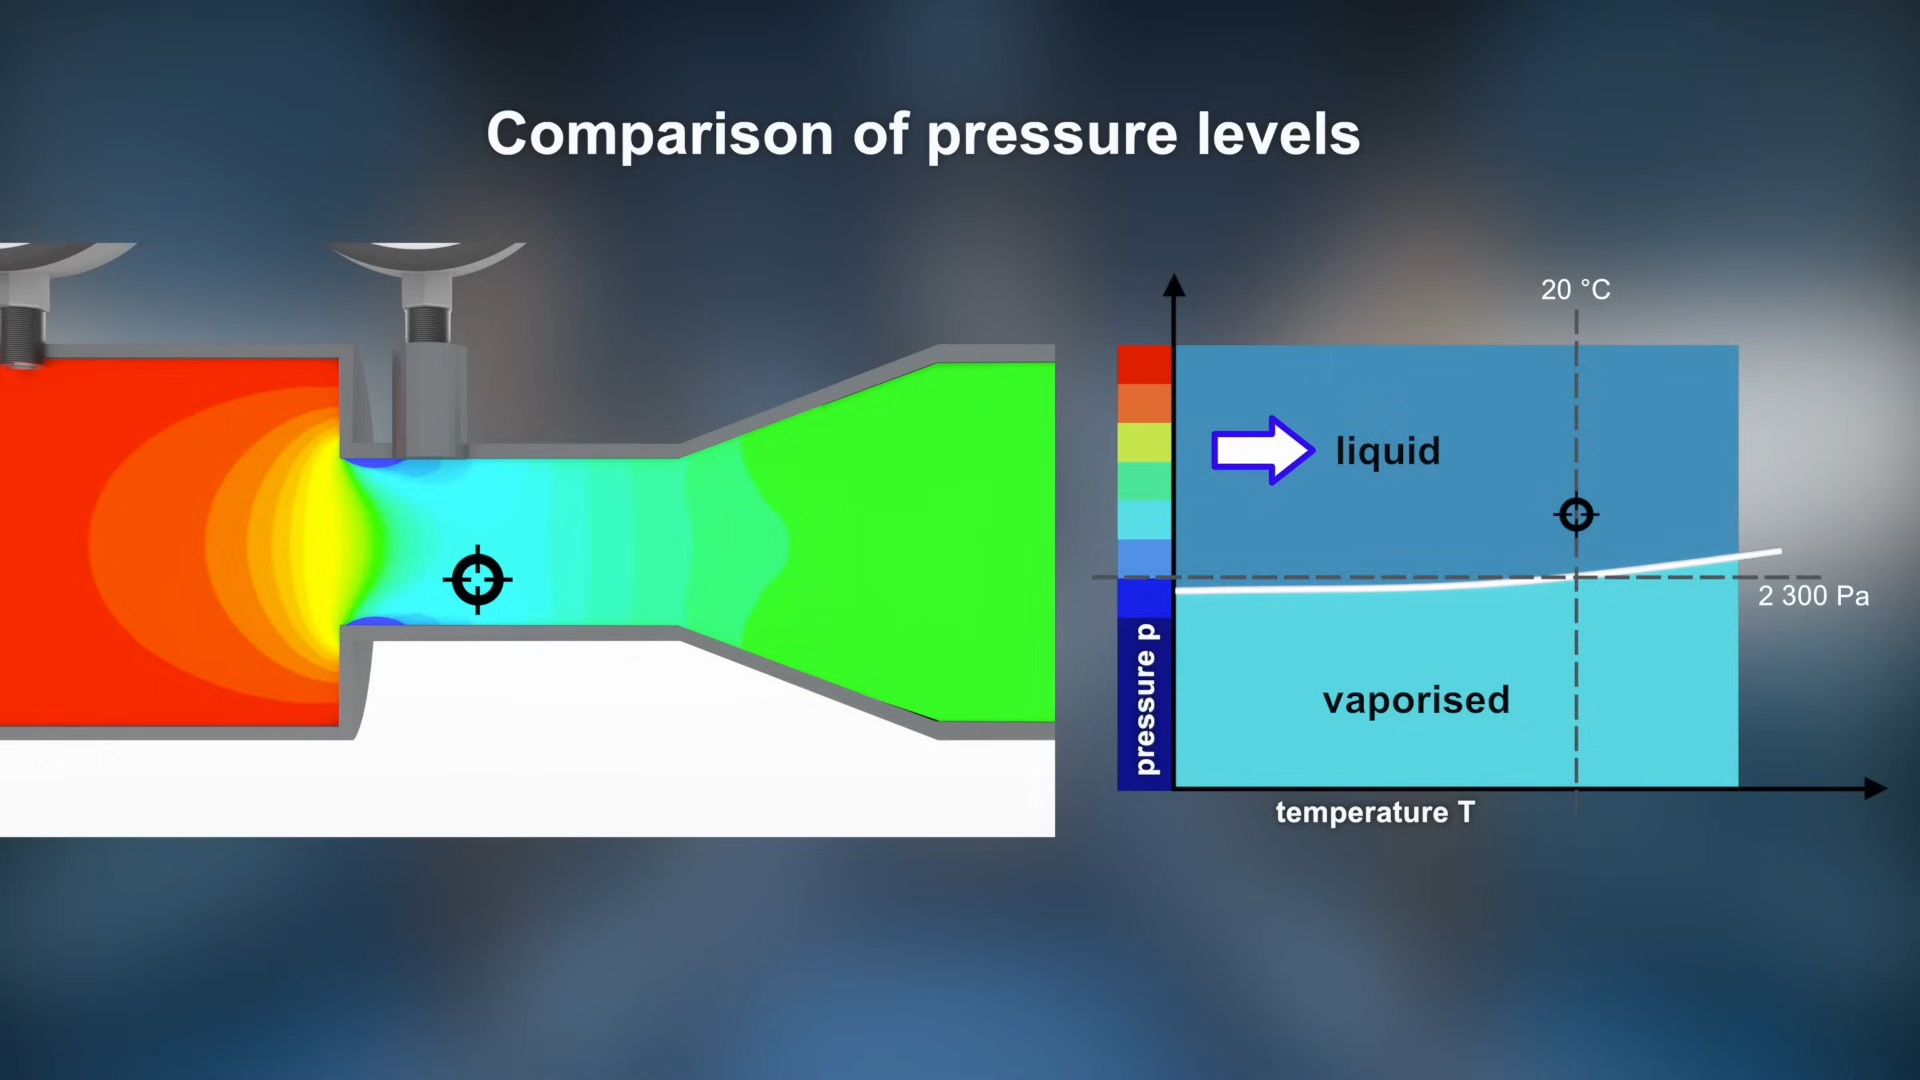 Comparison of pressure levels
20 °C
liquid
2 300 Pa
pressure p
vaporised
temperature T